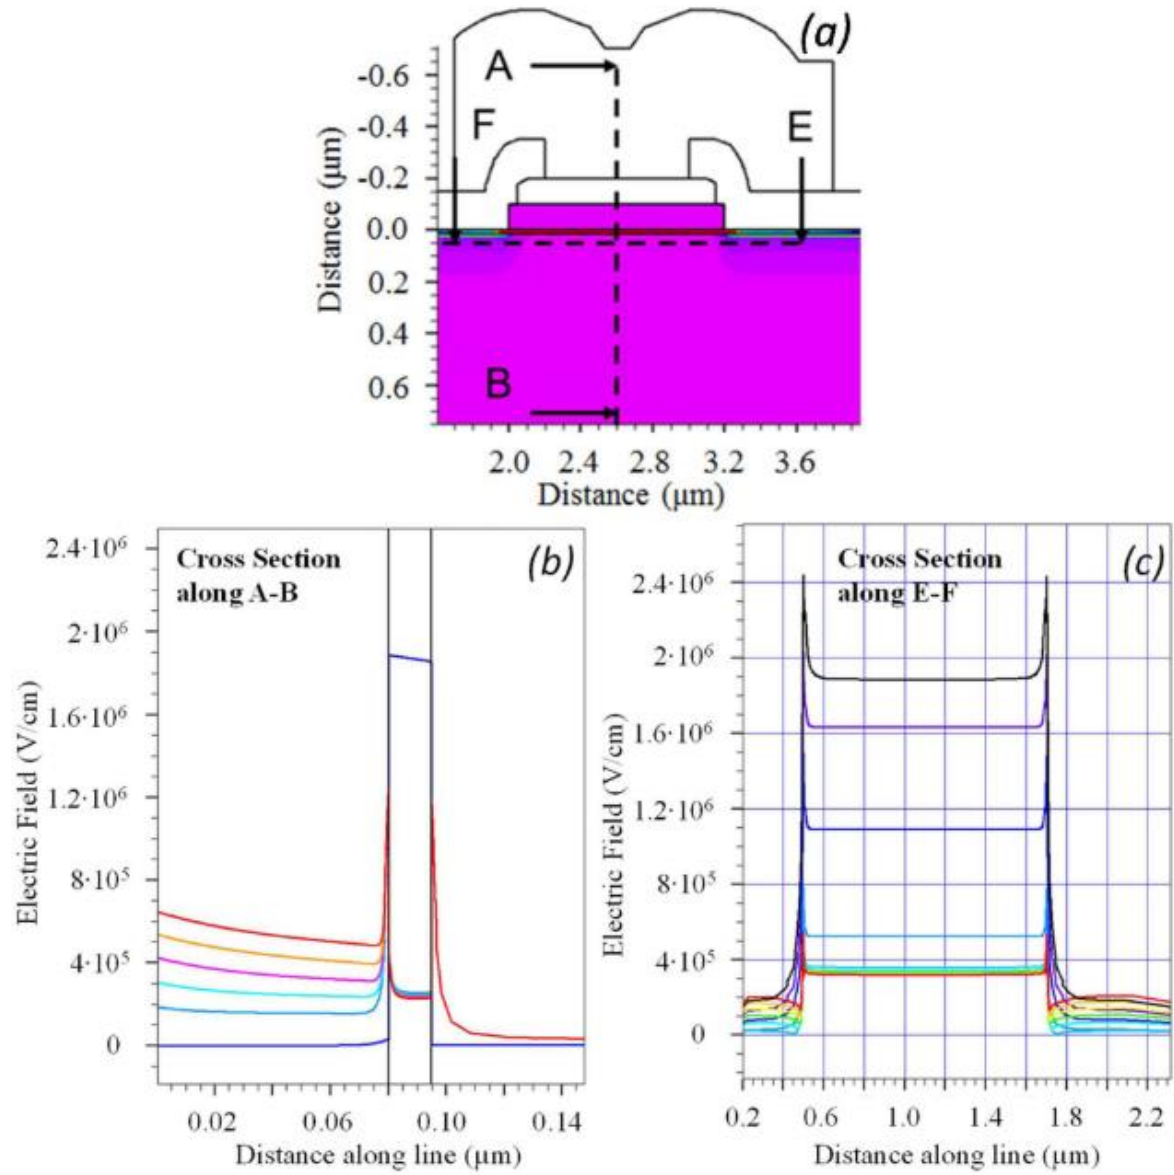 (a)
A
F
E
B
-0.6
-0.4
-0.2
0.0
0.2
0.4
0.6
Distance (μm)
2.0 2.4 2.8 3.2 3.6
Distance (μm)
Cross Section
along A-B
(b)
2.4·10⁶
2·10⁶
1.6·10⁶
1.2·10⁶
8·10⁵
4·10⁵
0
Electric Field (V/cm)
0.02 0.06 0.10
Distance along line (μm)
Cross Section
along E-F
(c)
2.4·10⁶
2·10⁶
1.6·10⁶
1.2·10⁶
8·10⁵
4·10⁵
0
Electric Field (V/cm)
0.2 0.6 1.0 1.4 1.8 2.2
Distance along line (μm)